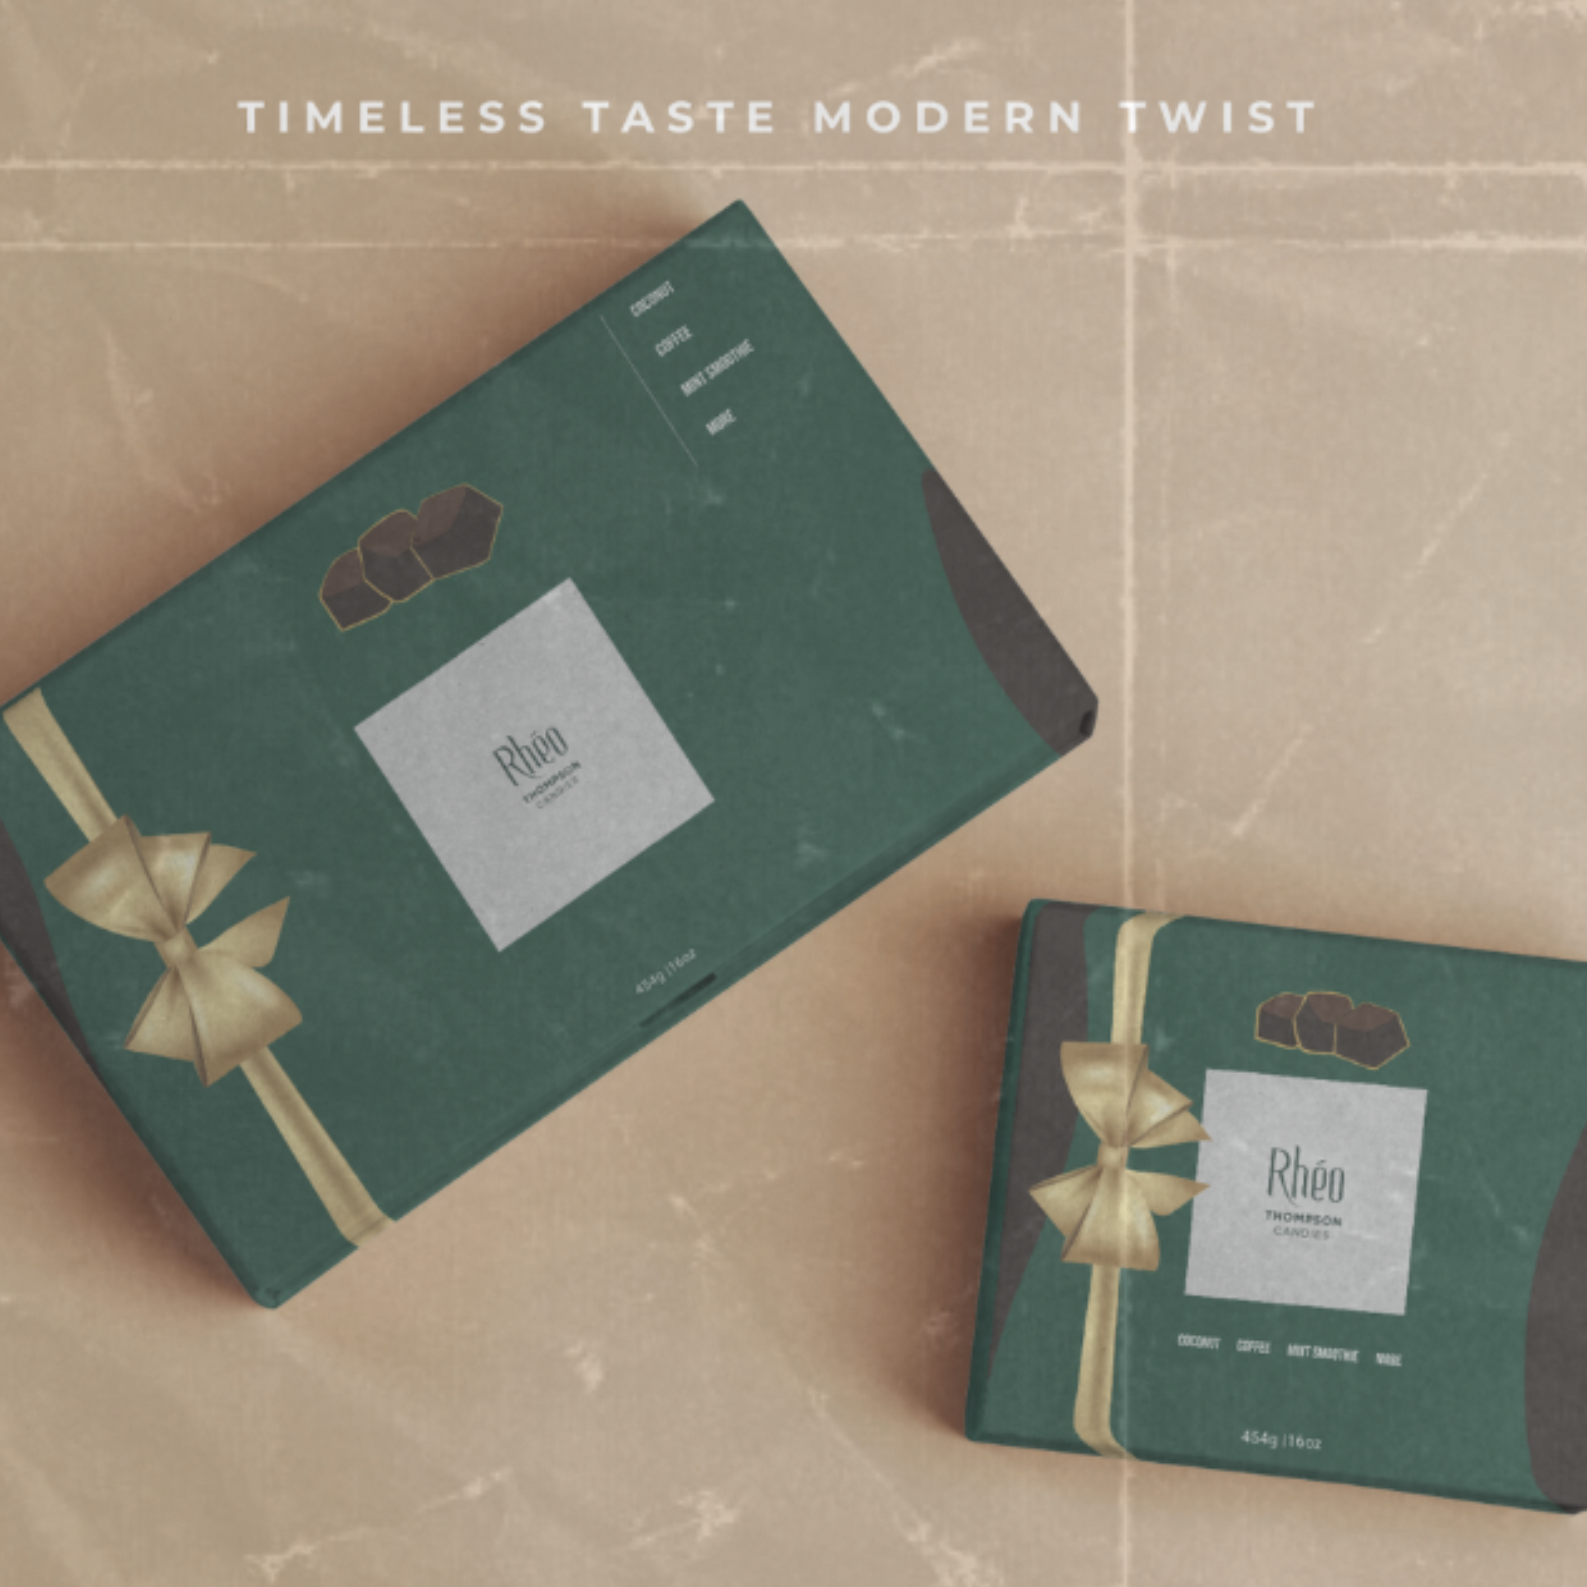 TIMELESS TASTE MODERN TWIST
COCONUT
COFFEE
MINT SMOOTHIE
MORE
Rhéo
THOMPSON
CANDIES
454g | 16oz
Rhéo
THOMPSON
CANDIES
COCONUT COFFEE MINT SMOOTHIE MORE
454g | 16oz